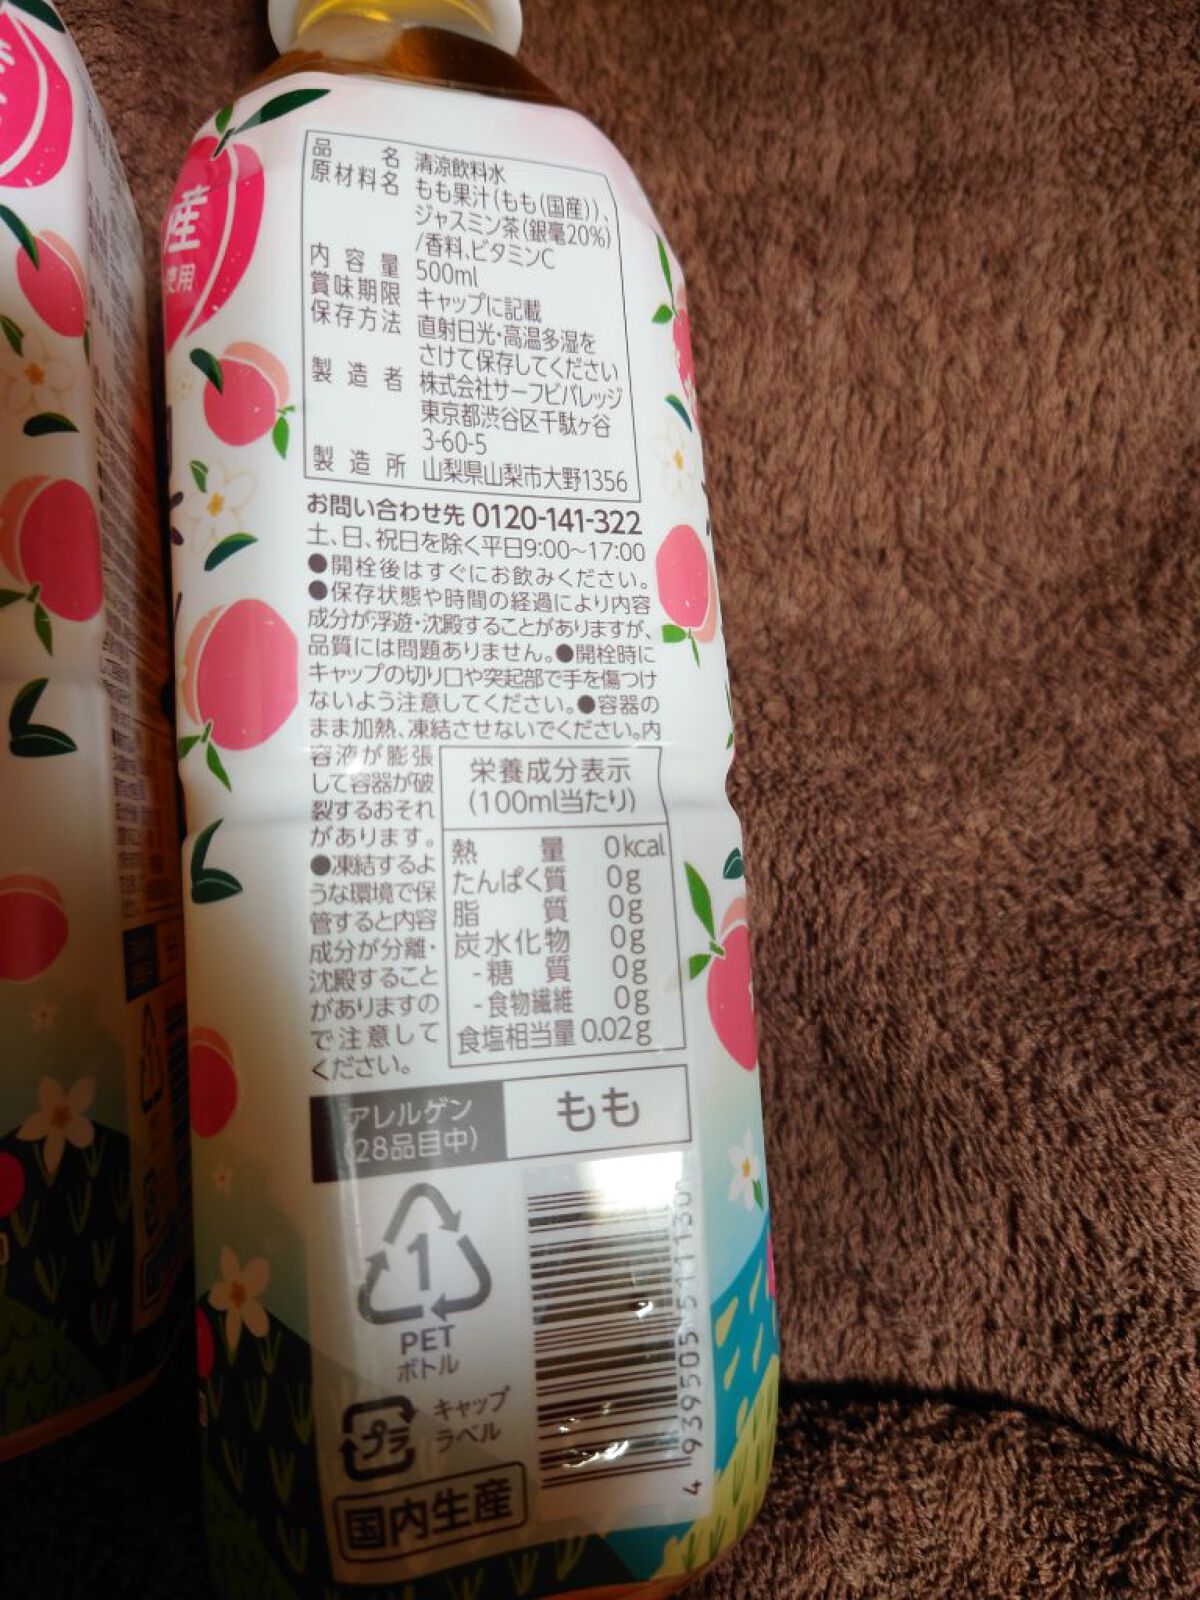 産
使用
品名 清涼飲料水
原材料名 もも果汁(もも(国産))、
ジャスミン茶(銀毫20%)
/香料、ビタミンC
内容量 500ml
賞味期限 キャップに記載
保存方法 直射日光・高温多湿を
さけて保存してください
製造者 株式会社サーフビバレッジ
東京都渋谷区千駄ヶ谷
3-60-5
製造所 山梨県山梨市大野1356
お問い合わせ先 0120-141-322
土、日、祝日を除く平日9:00~17:00
●開栓後はすぐにお飲みください。
●保存状態や時間の経過により内容
成分が浮遊・沈殿することがありますが、
品質には問題ありません。●開栓時に
キャップの切り口や突起部で手を傷つけ
ないよう注意してください。●容器の
まま加熱、凍結させないでください。内
容液が膨張
して容器が破
裂するおそれ
があります。
●凍結するよ
うな環境で保
管すると内容
成分が分離・
沈殿すること
がありますの
で注意して
ください。
栄養成分表示
(100ml当たり)
熱量 0kcal
たんぱく質 0g
脂質 0g
炭水化物 0g
-糖質 0g
-食物繊維 0g
食塩相当量 0.02g
アレルゲン
(28品目中)
もも
1
PET
ボトル
プラ
キャップ
ラベル
国内生産
4939505511130